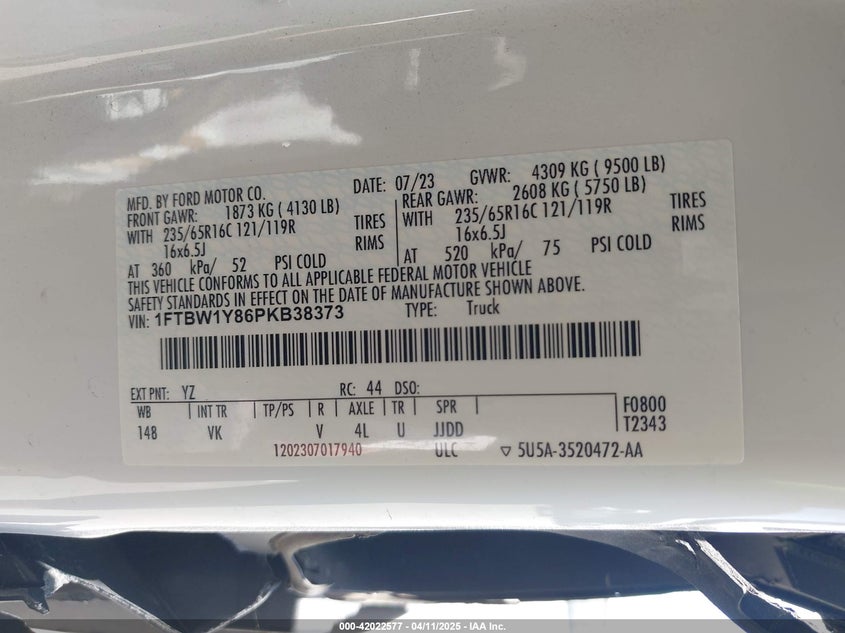 MFD. BY FORD MOTOR CO. DATE: 07/23 GVWR: 4309 KG ( 9500 LB)
FRONT GAWR: 1873 KG ( 4130 LB) REAR GAWR: 2608 KG ( 5750 LB)
WITH 235/65R16C 121/119R TIRES WITH 235/65R16C 121/119R TIRES
16x6.5J RIMS 16x6.5J RIMS
AT 360 kPa/ 52 PSI COLD AT 520 kPa/ 75 PSI COLD
THIS VEHICLE CONFORMS TO ALL APPLICABLE FEDERAL MOTOR VEHICLE
SAFETY STANDARDS IN EFFECT ON THE DATE OF MANUFACTURE SHOWN ABOVE.
VIN: 1FTBW1Y86PKB38373 TYPE: Truck
EXT PNT: YZ RC: 44 DSO:
WB INT TR TP/PS R AXLE TR SPR F0800
148 VK V 4L U JJDD T2343
1202307017940 ULC ▽ 5U5A-3520472-AA
000-42022577 - 04/11/2025 - IAA Inc.